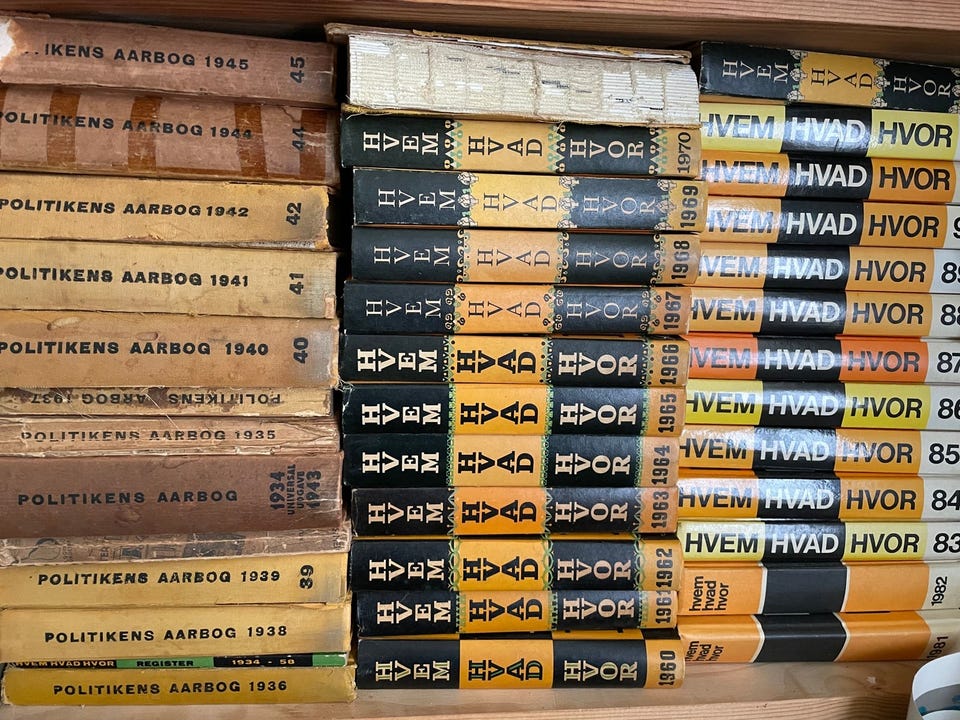 IKENS AARBOG 1945 45
POLITIKENS AARBOG 1944 44
POLITIKENS AARBOG 1942 42
POLITIKENS AARBOG 1941 41
POLITIKENS AARBOG 1940 40
POLITIKENS AARBOG 1937
POLITIKENS AARBOG 1935
POLITIKENS AARBOG 1934 UNIVERSAL UDGAVE 1943
POLITIKENS AARBOG 1939 39
POLITIKENS AARBOG 1938
HVEM HVAD HVOR REGISTER 1934 - 58
POLITIKENS AARBOG 1936
HVEM HVAD HVOR 1970
HVEM HVAD HVOR 1969
HVEM HVAD HVOR 1968
HVEM HVAD HVOR 1967
HVEM HVAD HVOR 1966
HVEM HVAD HVOR 1965
HVEM HVAD HVOR 1964
HVEM HVAD HVOR 1963
HVEM HVAD HVOR 1962
HVEM HVAD HVOR 1961
HVEM HVAD HVOR 1960
HVEM HVAD HVOR
HVEM HVAD HVOR
HVEM HVAD HVOR
HVEM HVAD HVOR 9
HVEM HVAD HVOR 89
HVEM HVAD HVOR 88
HVEM HVAD HVOR 87
HVEM HVAD HVOR 86
HVEM HVAD HVOR 85
HVEM HVAD HVOR 84
HVEM HVAD HVOR 83
hvem hvad hvor 1982
hvem hvad hvor 1981